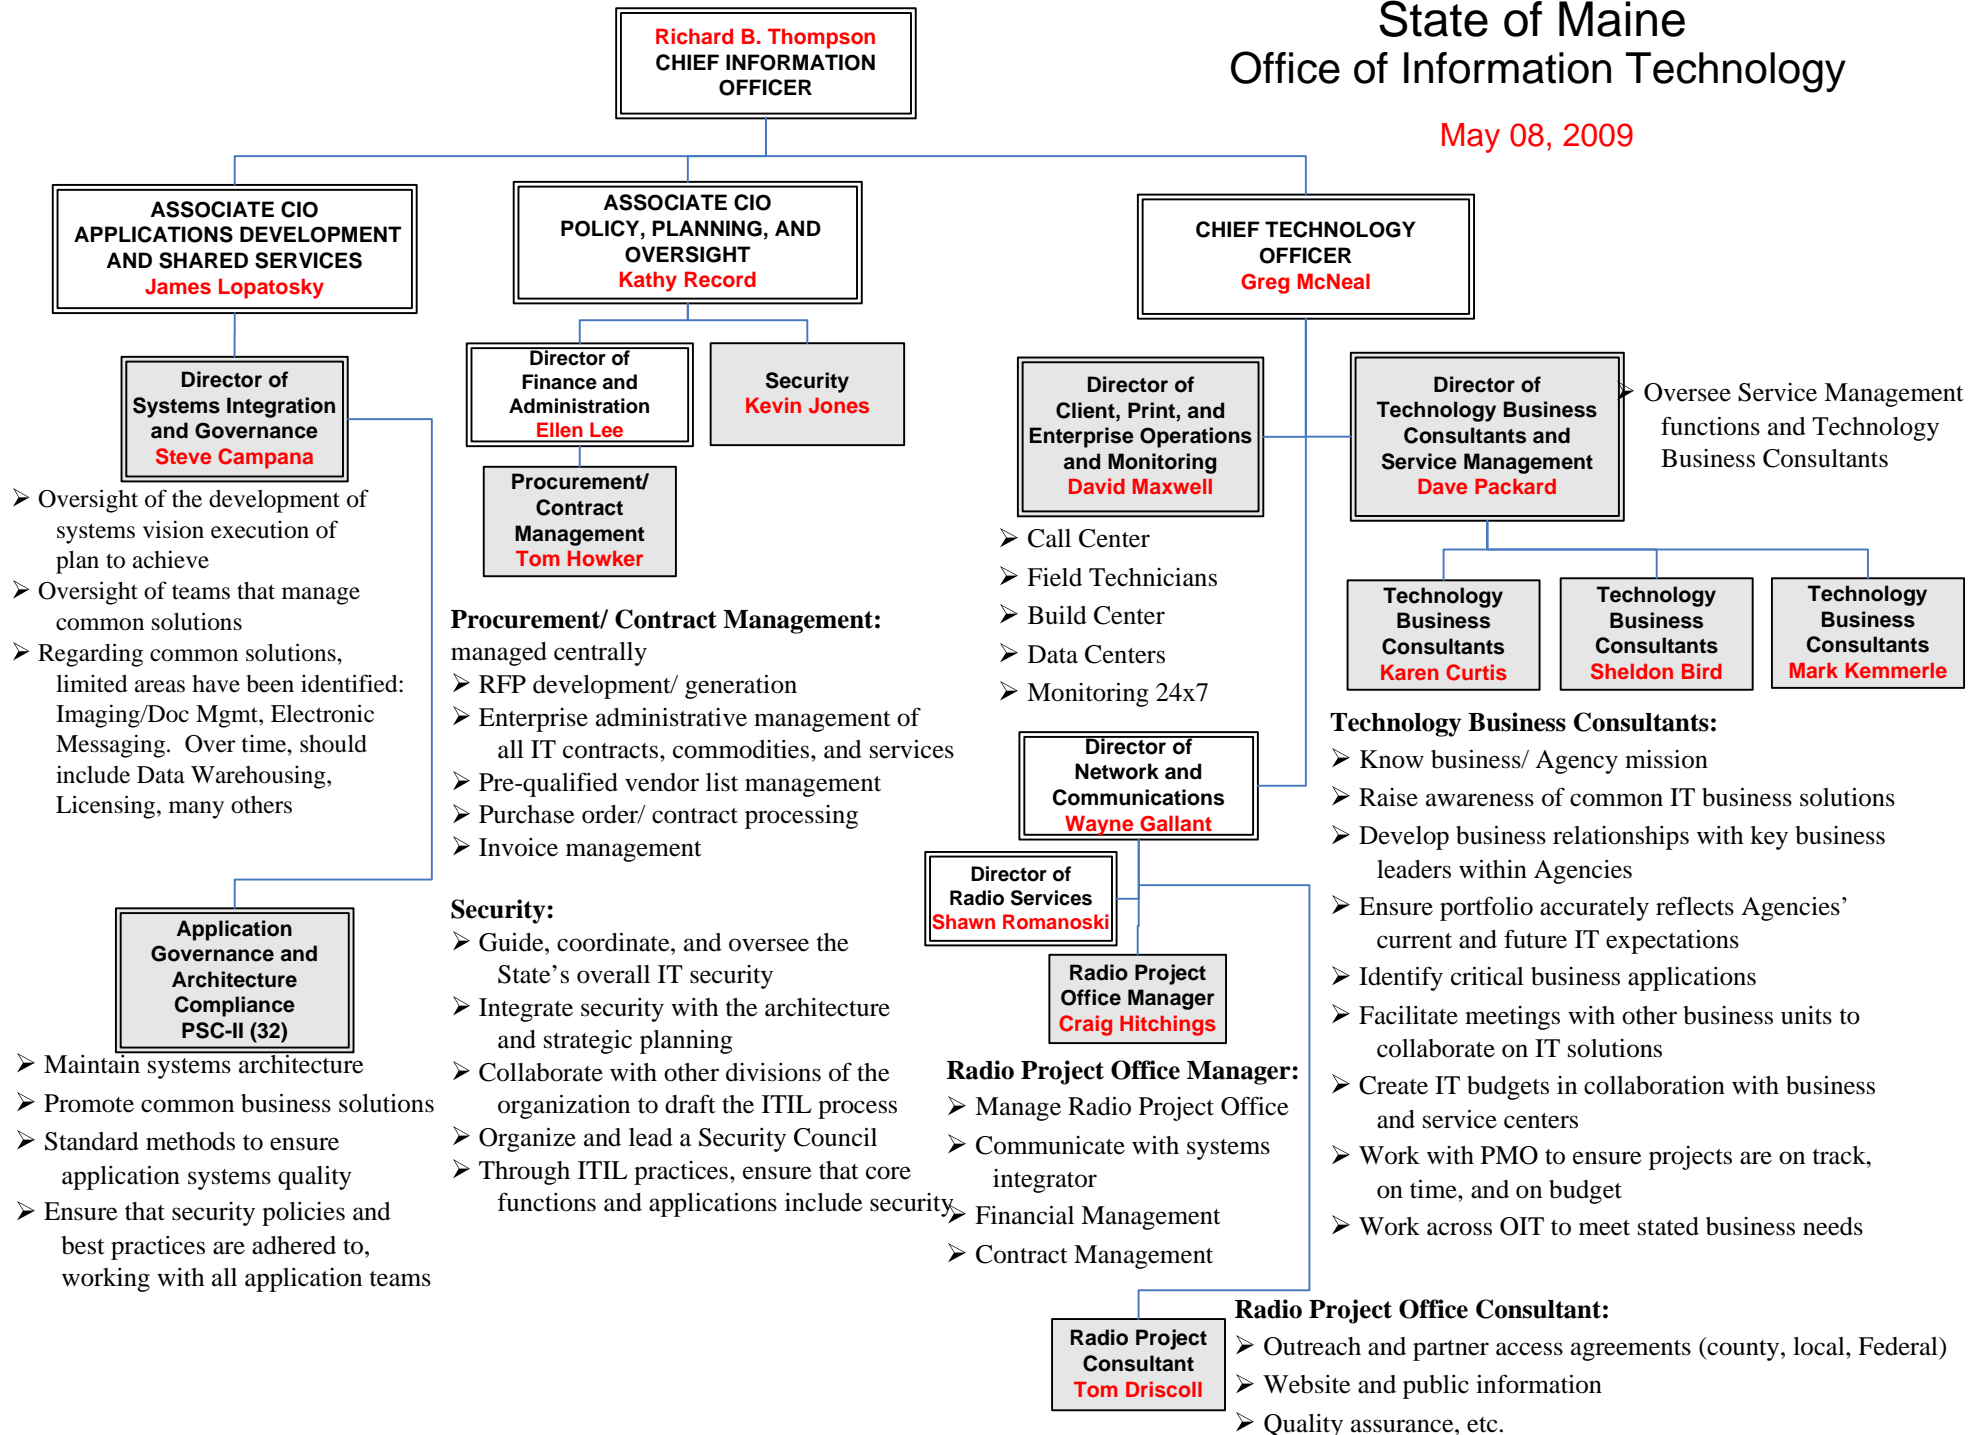 State of Maine
Office of Information Technology
May 08, 2009
Richard B. Thompson
CHIEF INFORMATION
OFFICER
ASSOCIATE CIO
APPLICATIONS DEVELOPMENT
AND SHARED SERVICES
James Lopatosky
ASSOCIATE CIO
POLICY, PLANNING, AND
OVERSIGHT
Kathy Record
CHIEF TECHNOLOGY
OFFICER
Greg McNeal
Director of
Systems Integration
and Governance
Steve Campana
➢ Oversight of the development of
systems vision execution of
plan to achieve
➢ Oversight of teams that manage
common solutions
➢ Regarding common solutions,
limited areas have been identified:
Imaging/Doc Mgmt, Electronic
Messaging.  Over time, should
include Data Warehousing,
Licensing, many others
Application
Governance and
Architecture
Compliance
PSC-II (32)
➢ Maintain systems architecture
➢ Promote common business solutions
➢ Standard methods to ensure
application systems quality
➢ Ensure that security policies and
best practices are adhered to,
working with all application teams
Director of
Finance and
Administration
Ellen Lee
Security
Kevin Jones
Procurement/
Contract
Management
Tom Howker
Procurement/ Contract Management:
managed centrally
➢ RFP development/ generation
➢ Enterprise administrative management of
all IT contracts, commodities, and services
➢ Pre-qualified vendor list management
➢ Purchase order/ contract processing
➢ Invoice management
Security:
➢ Guide, coordinate, and oversee the
State’s overall IT security
➢ Integrate security with the architecture
and strategic planning
➢ Collaborate with other divisions of the
organization to draft the ITIL process
➢ Organize and lead a Security Council
➢ Through ITIL practices, ensure that core
functions and applications include security
Director of
Client, Print, and
Enterprise Operations
and Monitoring
David Maxwell
➢ Call Center
➢ Field Technicians
➢ Build Center
➢ Data Centers
➢ Monitoring 24x7
Director of
Technology Business
Consultants and
Service Management
Dave Packard
➢ Oversee Service Management
functions and Technology
Business Consultants
Technology
Business
Consultants
Karen Curtis
Technology
Business
Consultants
Sheldon Bird
Technology
Business
Consultants
Mark Kemmerle
Technology Business Consultants:
➢ Know business/ Agency mission
➢ Raise awareness of common IT business solutions
➢ Develop business relationships with key business
leaders within Agencies
➢ Ensure portfolio accurately reflects Agencies’
current and future IT expectations
➢ Identify critical business applications
➢ Facilitate meetings with other business units to
collaborate on IT solutions
➢ Create IT budgets in collaboration with business
and service centers
➢ Work with PMO to ensure projects are on track,
on time, and on budget
➢ Work across OIT to meet stated business needs
Director of
Network and
Communications
Wayne Gallant
Director of
Radio Services
Shawn Romanoski
Radio Project
Office Manager
Craig Hitchings
Radio Project Office Manager:
➢ Manage Radio Project Office
➢ Communicate with systems
integrator
➢ Financial Management
➢ Contract Management
Radio Project
Consultant
Tom Driscoll
Radio Project Office Consultant:
➢ Outreach and partner access agreements (county, local, Federal)
➢ Website and public information
➢ Quality assurance, etc.